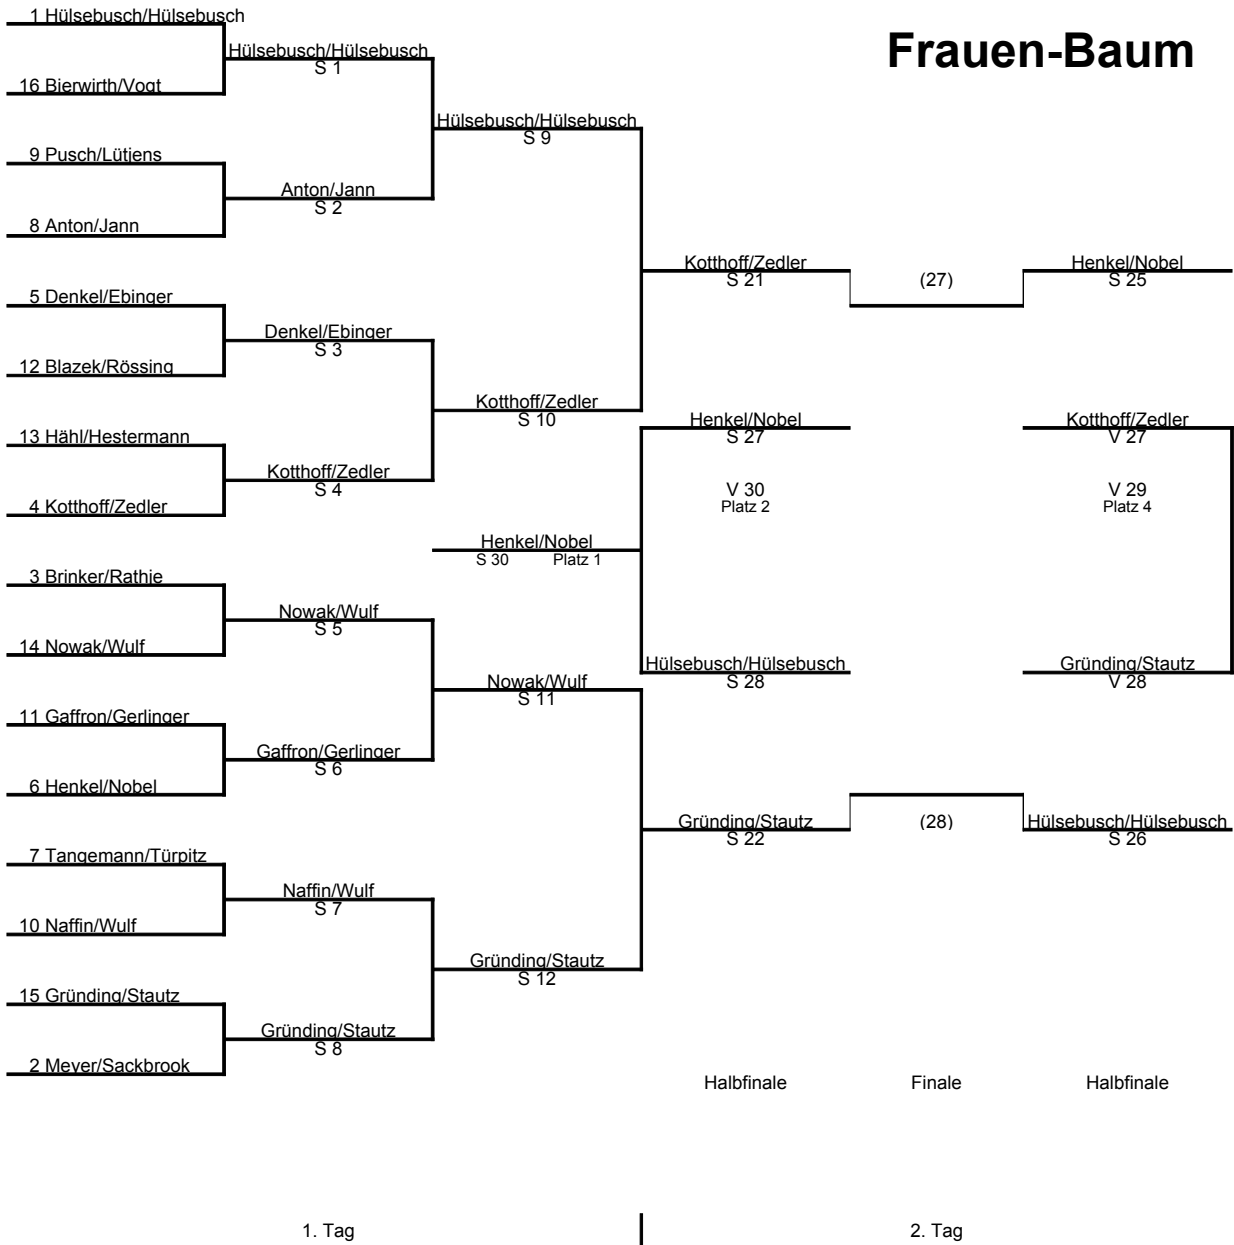 1 Hülsebusch/Hülsebusch
Frauen-Baum
Hülsebusch/Hülsebusch
S 1
16 Bierwirth/Vogt
Hülsebusch/Hülsebusch
S 9
9 Pusch/Lütjens
Anton/Jann
S 2
8 Anton/Jann
Kotthoff/Zedler
S 21
(27)
Henkel/Nobel
S 25
5 Denkel/Ebinger
Denkel/Ebinger
S 3
12 Blazek/Rössing
Kotthoff/Zedler
S 10
Henkel/Nobel
S 27
Kotthoff/Zedler
V 27
13 Hähl/Hestermann
Kotthoff/Zedler
S 4
V 30
Platz 2
V 29
Platz 4
4 Kotthoff/Zedler
Henkel/Nobel
S 30 Platz 1
3 Brinker/Rathje
Nowak/Wulf
S 5
14 Nowak/Wulf
Hülsebusch/Hülsebusch
S 28
Gründing/Stautz
V 28
Nowak/Wulf
S 11
11 Gaffron/Gerlinger
Gaffron/Gerlinger
S 6
6 Henkel/Nobel
Gründing/Stautz
S 22
(28)
Hülsebusch/Hülsebusch
S 26
7 Tangemann/Türpitz
Naffin/Wulf
S 7
10 Naffin/Wulf
Gründing/Stautz
S 12
15 Gründing/Stautz
Gründing/Stautz
S 8
2 Meyer/Sackbrook
Halbfinale
Finale
Halbfinale
1. Tag
2. Tag